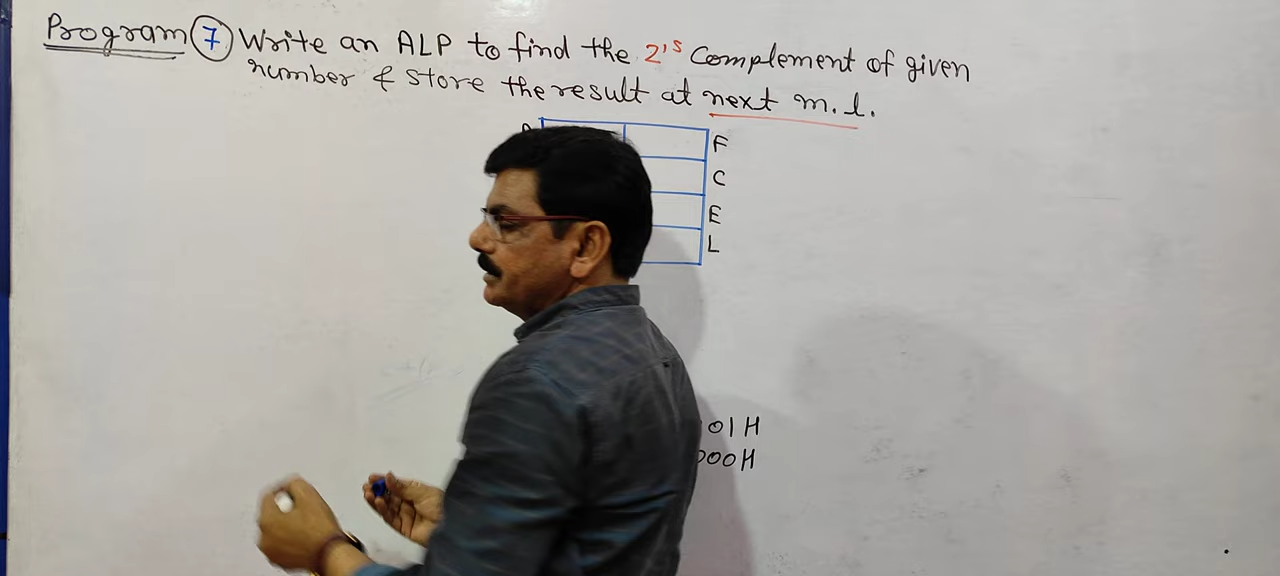 Program 7 Write an ALP to find the 2's Complement of given
number & store the result at next m.l.
F
C
E
L
01H
000H